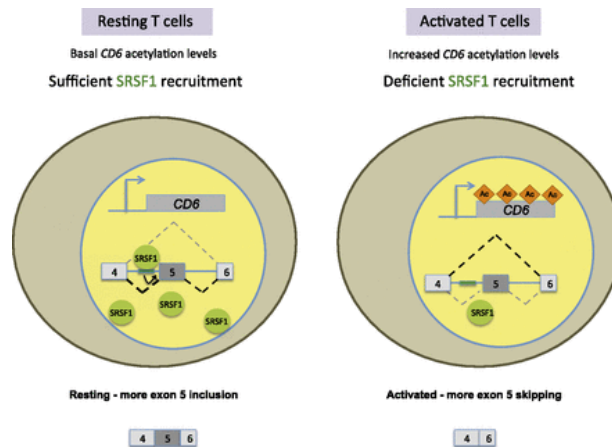 Resting T cells
Basal CD6 acetylation levels
Sufficient SRSF1 recruitment
CD6
SRSF1
4 5 6
SRSF1 SRSF1 SRSF1
Resting - more exon 5 inclusion
4 5 6
Activated T cells
Increased CD6 acetylation levels
Deficient SRSF1 recruitment
Ac Ac Ac Ac
CD6
4 5 6
SRSF1
Activated - more exon 5 skipping
4 6